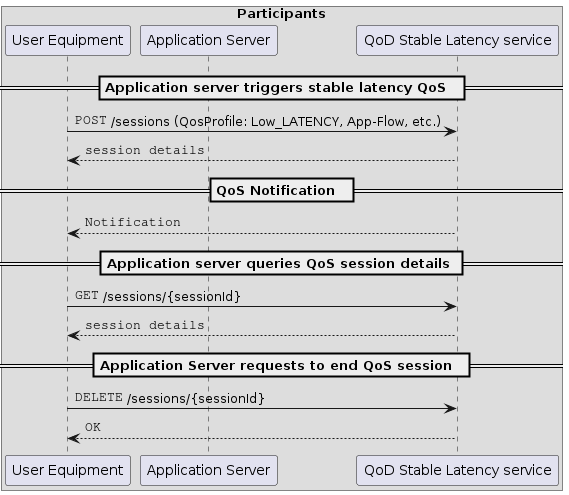 Participants
User Equipment Application Server QoD Stable Latency service
Application server triggers stable latency QoS
POST /sessions (QosProfile: Low_LATENCY, App-Flow, etc.)
session details
QoS Notification
Notification
Application server queries QoS session details
GET /sessions/{sessionId}
session details
Application Server requests to end QoS session
DELETE /sessions/{sessionId}
OK
User Equipment Application Server QoD Stable Latency service